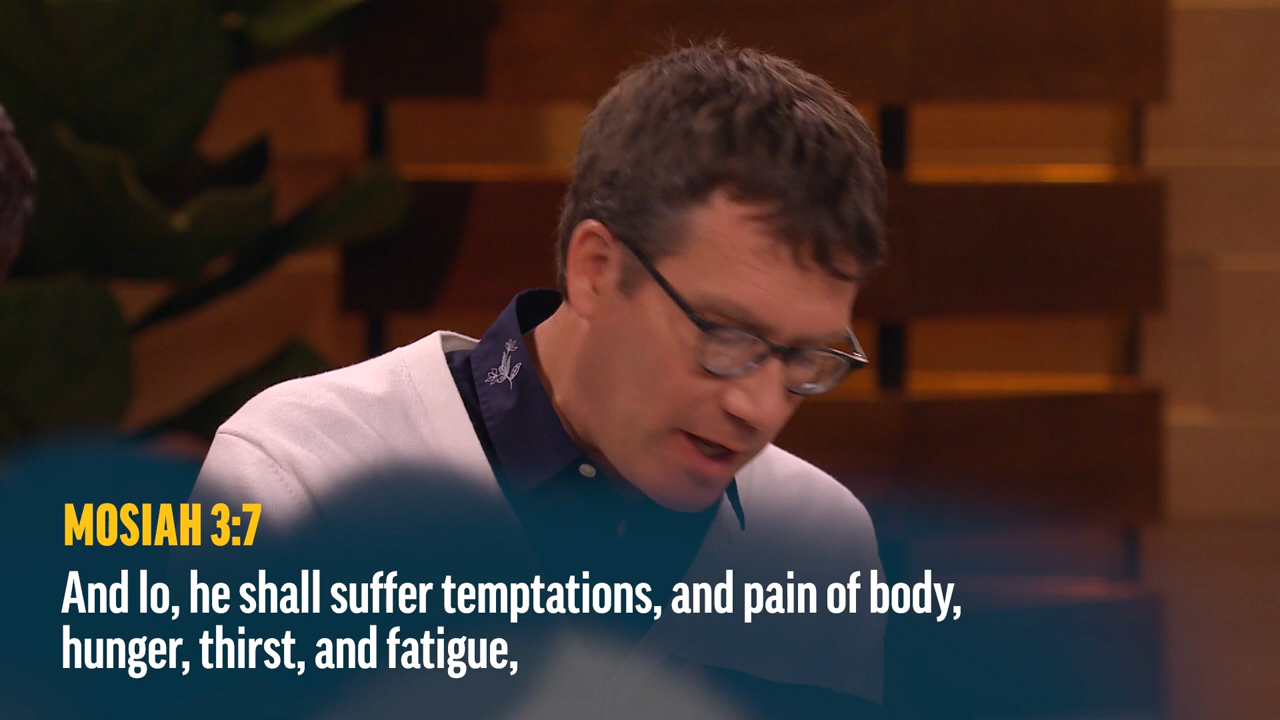 MOSIAH 3:7
And lo, he shall suffer temptations, and pain of body,
hunger, thirst, and fatigue,